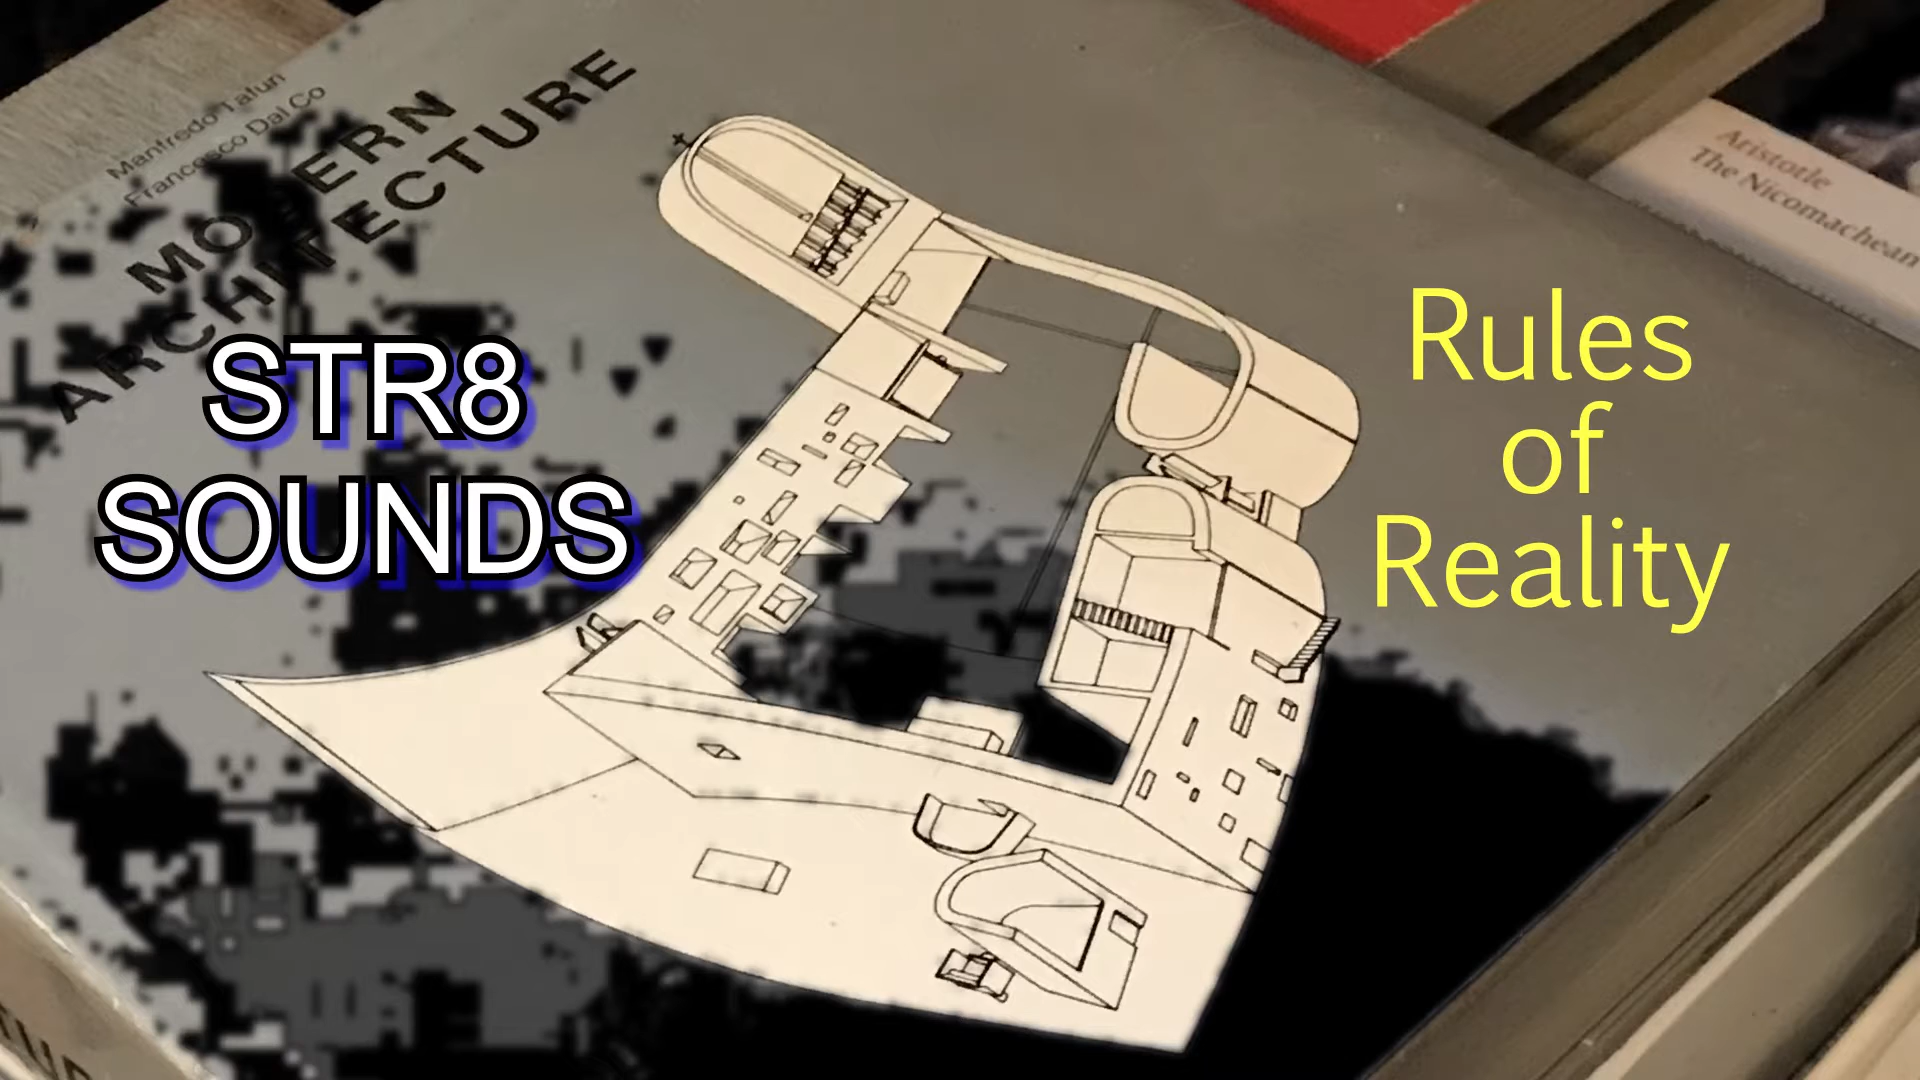 Manfredo Tafuri
Francesco Dal Co
MODERN
ARCHITECTURE
STR8
SOUNDS
Rules
of
Reality
Aristotle
The Nicomachean